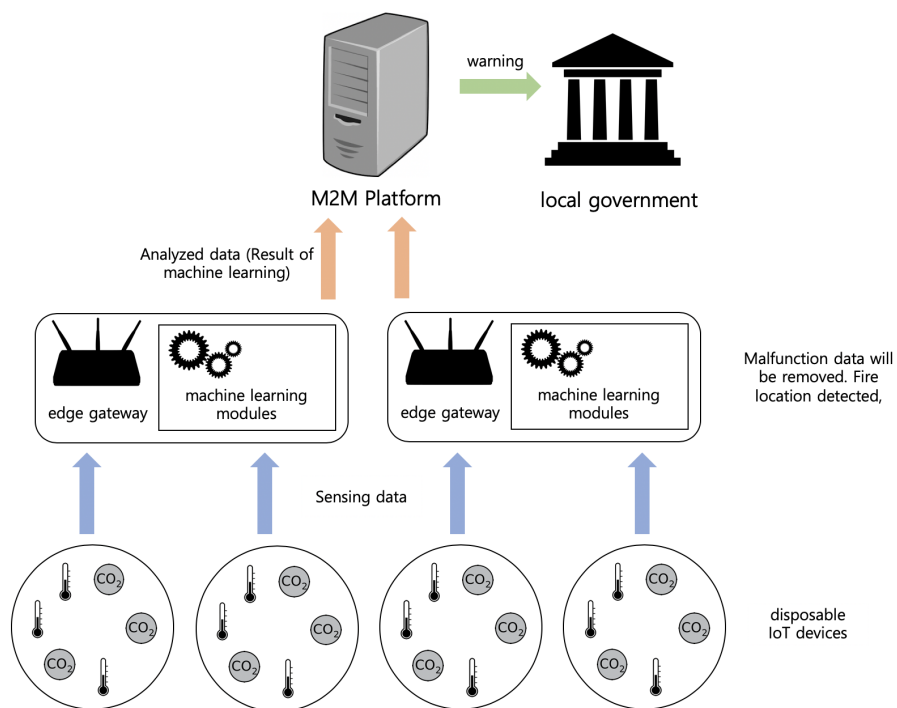 warning
M2M Platform
local government
Analyzed data (Result of
machine learning)
edge gateway
machine learning
modules
edge gateway
machine learning
modules
Malfunction data will
be removed. Fire
location detected,
Sensing data
CO2
CO2
CO2
CO2
CO2
CO2
CO2
CO2
CO2
CO2
CO2
CO2
disposable
IoT devices